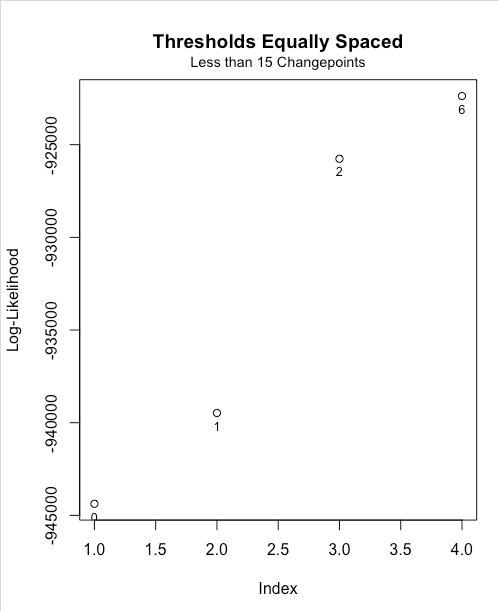 Thresholds Equally Spaced
Less than 15 Changepoints
Log-Likelihood
-925000
-930000
-935000
-940000
-945000
6
2
1
0
1.0 1.5 2.0 2.5 3.0 3.5 4.0
Index